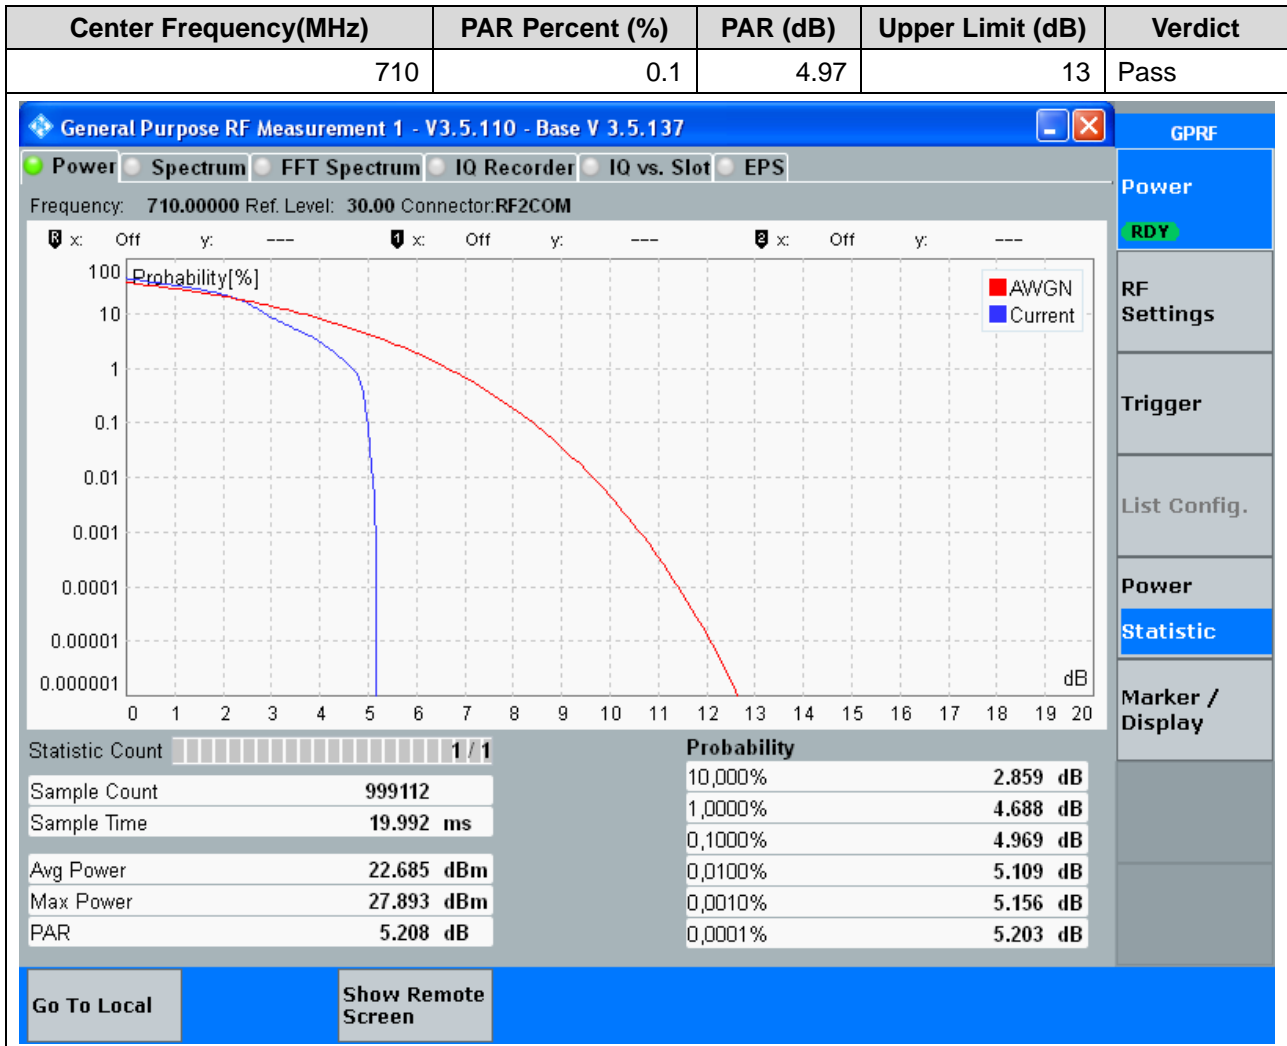 Center Frequency(MHz) PAR Percent (%) PAR (dB) Upper Limit (dB) Verdict
710 0.1 4.97 13 Pass
General Purpose RF Measurement 1 - V3.5.110 - Base V 3.5.137
GPRF
Power Spectrum FFT Spectrum IQ Recorder IQ vs. Slot EPS
Frequency: 710.00000 Ref. Level: 30.00 Connector:RF2COM
R x: Off y: --- 1 x: Off y: --- 2 x: Off y: ---
Probability[%]
AWGN
Current
100
10
1
0.1
0.01
0.001
0.0001
0.00001
0.000001
dB
0 1 2 3 4 5 6 7 8 9 10 11 12 13 14 15 16 17 18 19 20
Statistic Count 1 / 1
Sample Count 999112
Sample Time 19.992 ms
Avg Power 22.685 dBm
Max Power 27.893 dBm
PAR 5.208 dB
Probability
10,000% 2.859 dB
1,0000% 4.688 dB
0,1000% 4.969 dB
0,0100% 5.109 dB
0,0010% 5.156 dB
0,0001% 5.203 dB
Power
RDY
RF
Settings
Trigger
List Config.
Power
Statistic
Marker /
Display
Go To Local
Show Remote
Screen